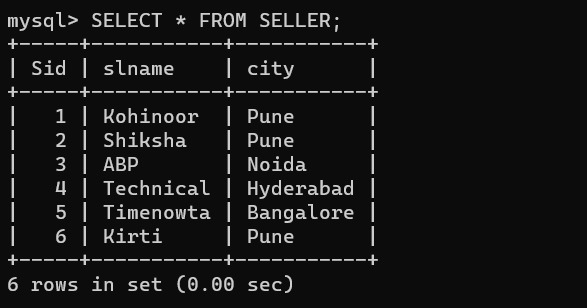 mysql> SELECT * FROM SELLER;
+-----+-----------+-----------+
| Sid | slname    | city      |
+-----+-----------+-----------+
|   1 | Kohinoor  | Pune      |
|   2 | Shiksha   | Pune      |
|   3 | ABP       | Noida     |
|   4 | Technical | Hyderabad |
|   5 | Timenowta | Bangalore |
|   6 | Kirti     | Pune      |
+-----+-----------+-----------+
6 rows in set (0.00 sec)